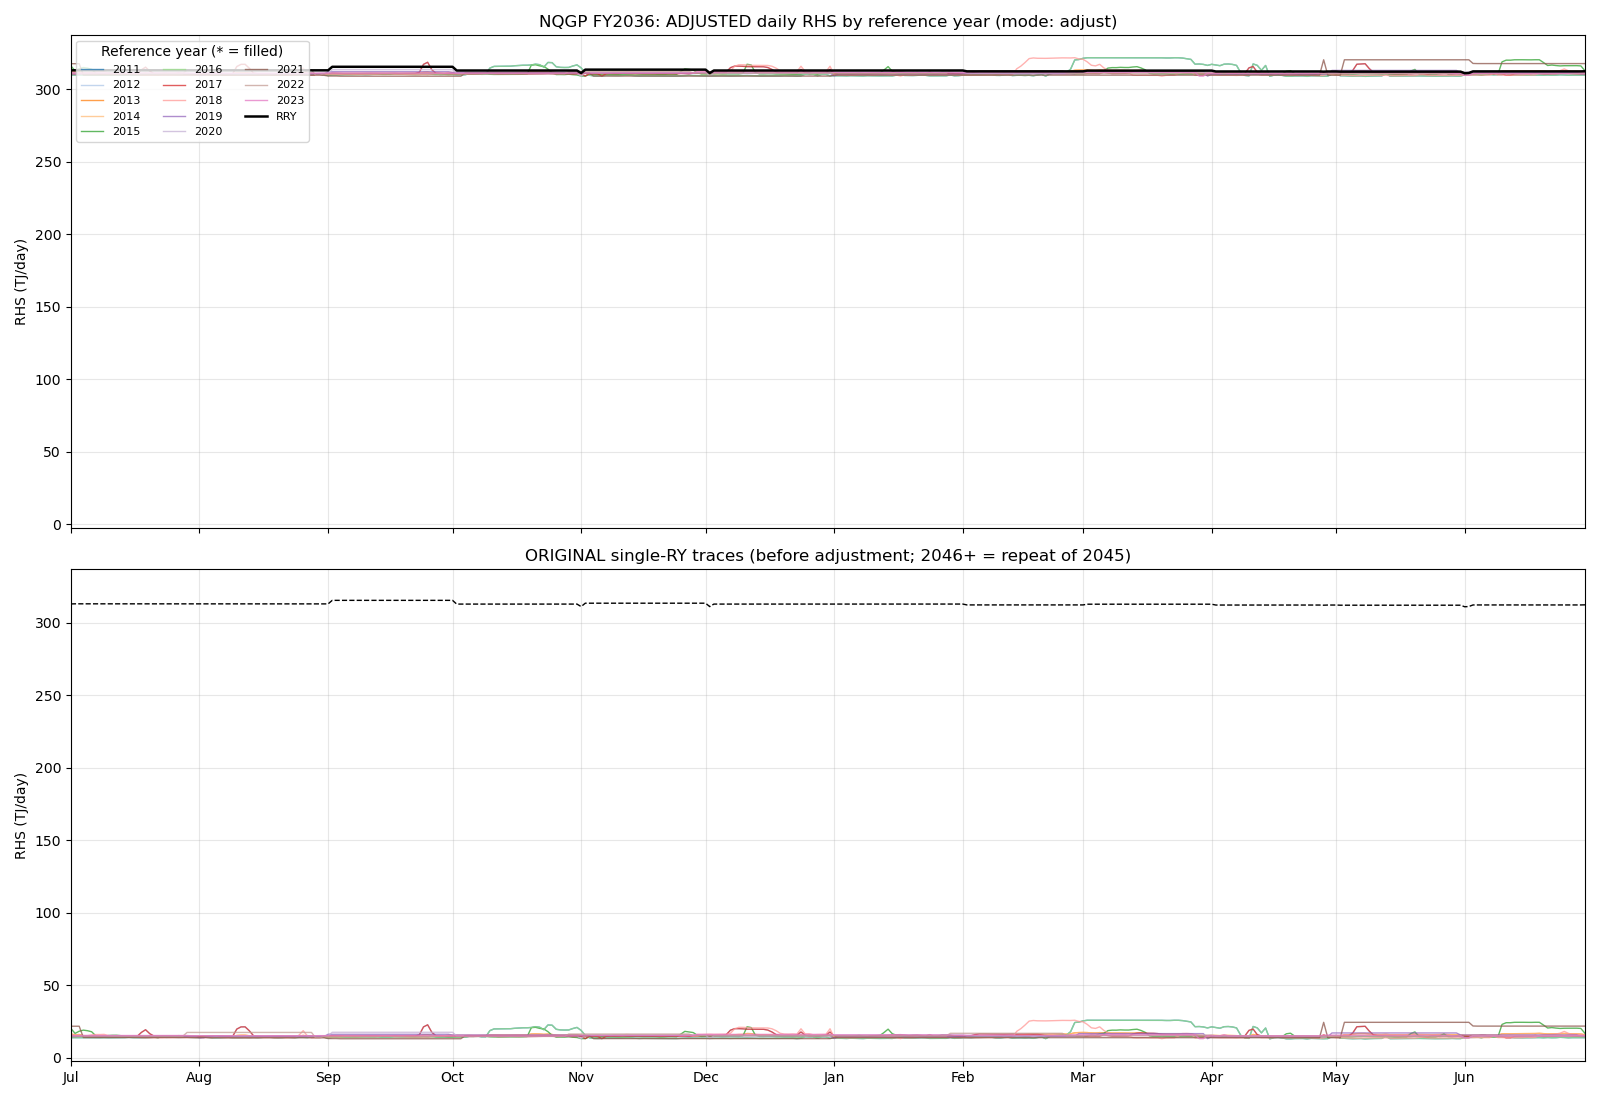 NQGP FY2036: ADJUSTED daily RHS by reference year (mode: adjust)
RHS (TJ/day)
300
250
200
150
100
50
0
Reference year (* = filled)
2011 2016 2021
2012 2017 2022
2013 2018 2023
2014 2019 RRY
2015 2020
ORIGINAL single-RY traces (before adjustment; 2046+ = repeat of 2045)
RHS (TJ/day)
300
250
200
150
100
50
0
Jul Aug Sep Oct Nov Dec Jan Feb Mar Apr May Jun